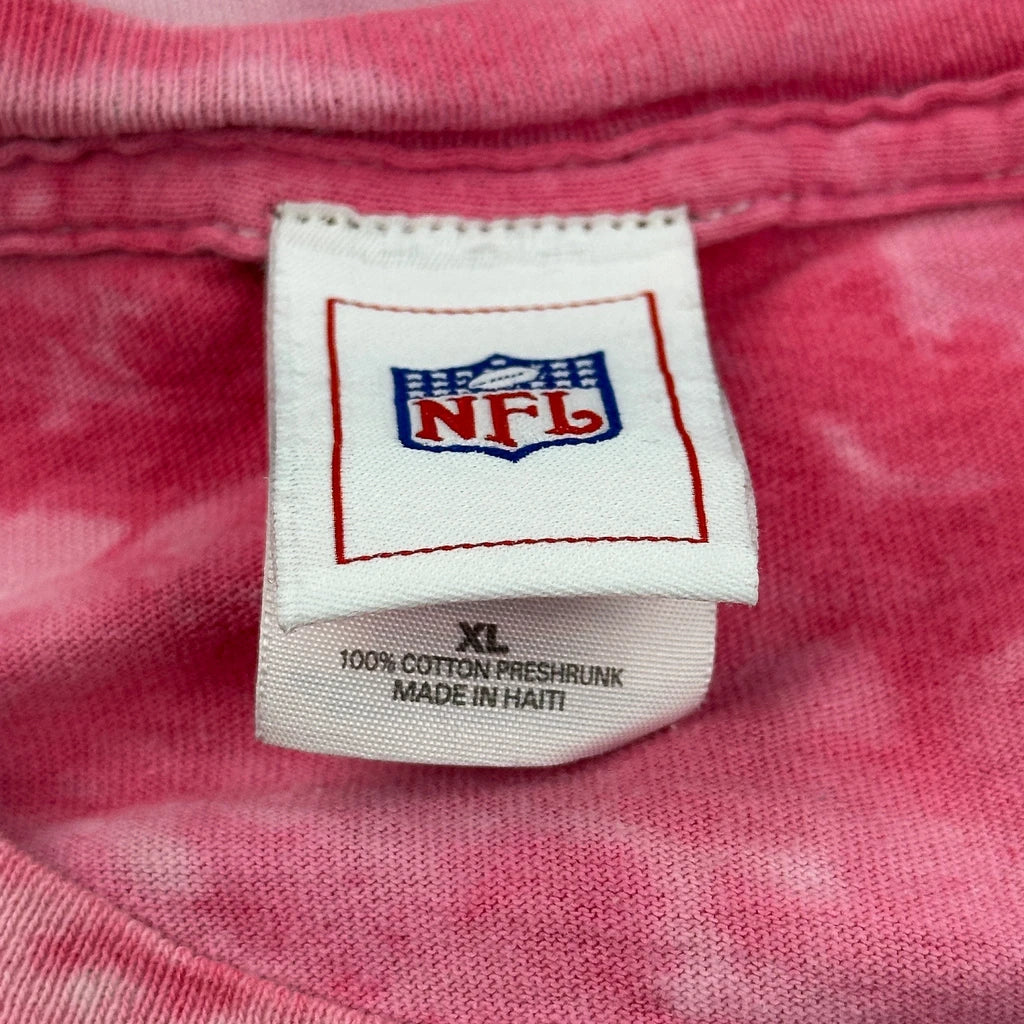 NFL
XL
100% COTTON PRESHRUNK
MADE IN HAITI